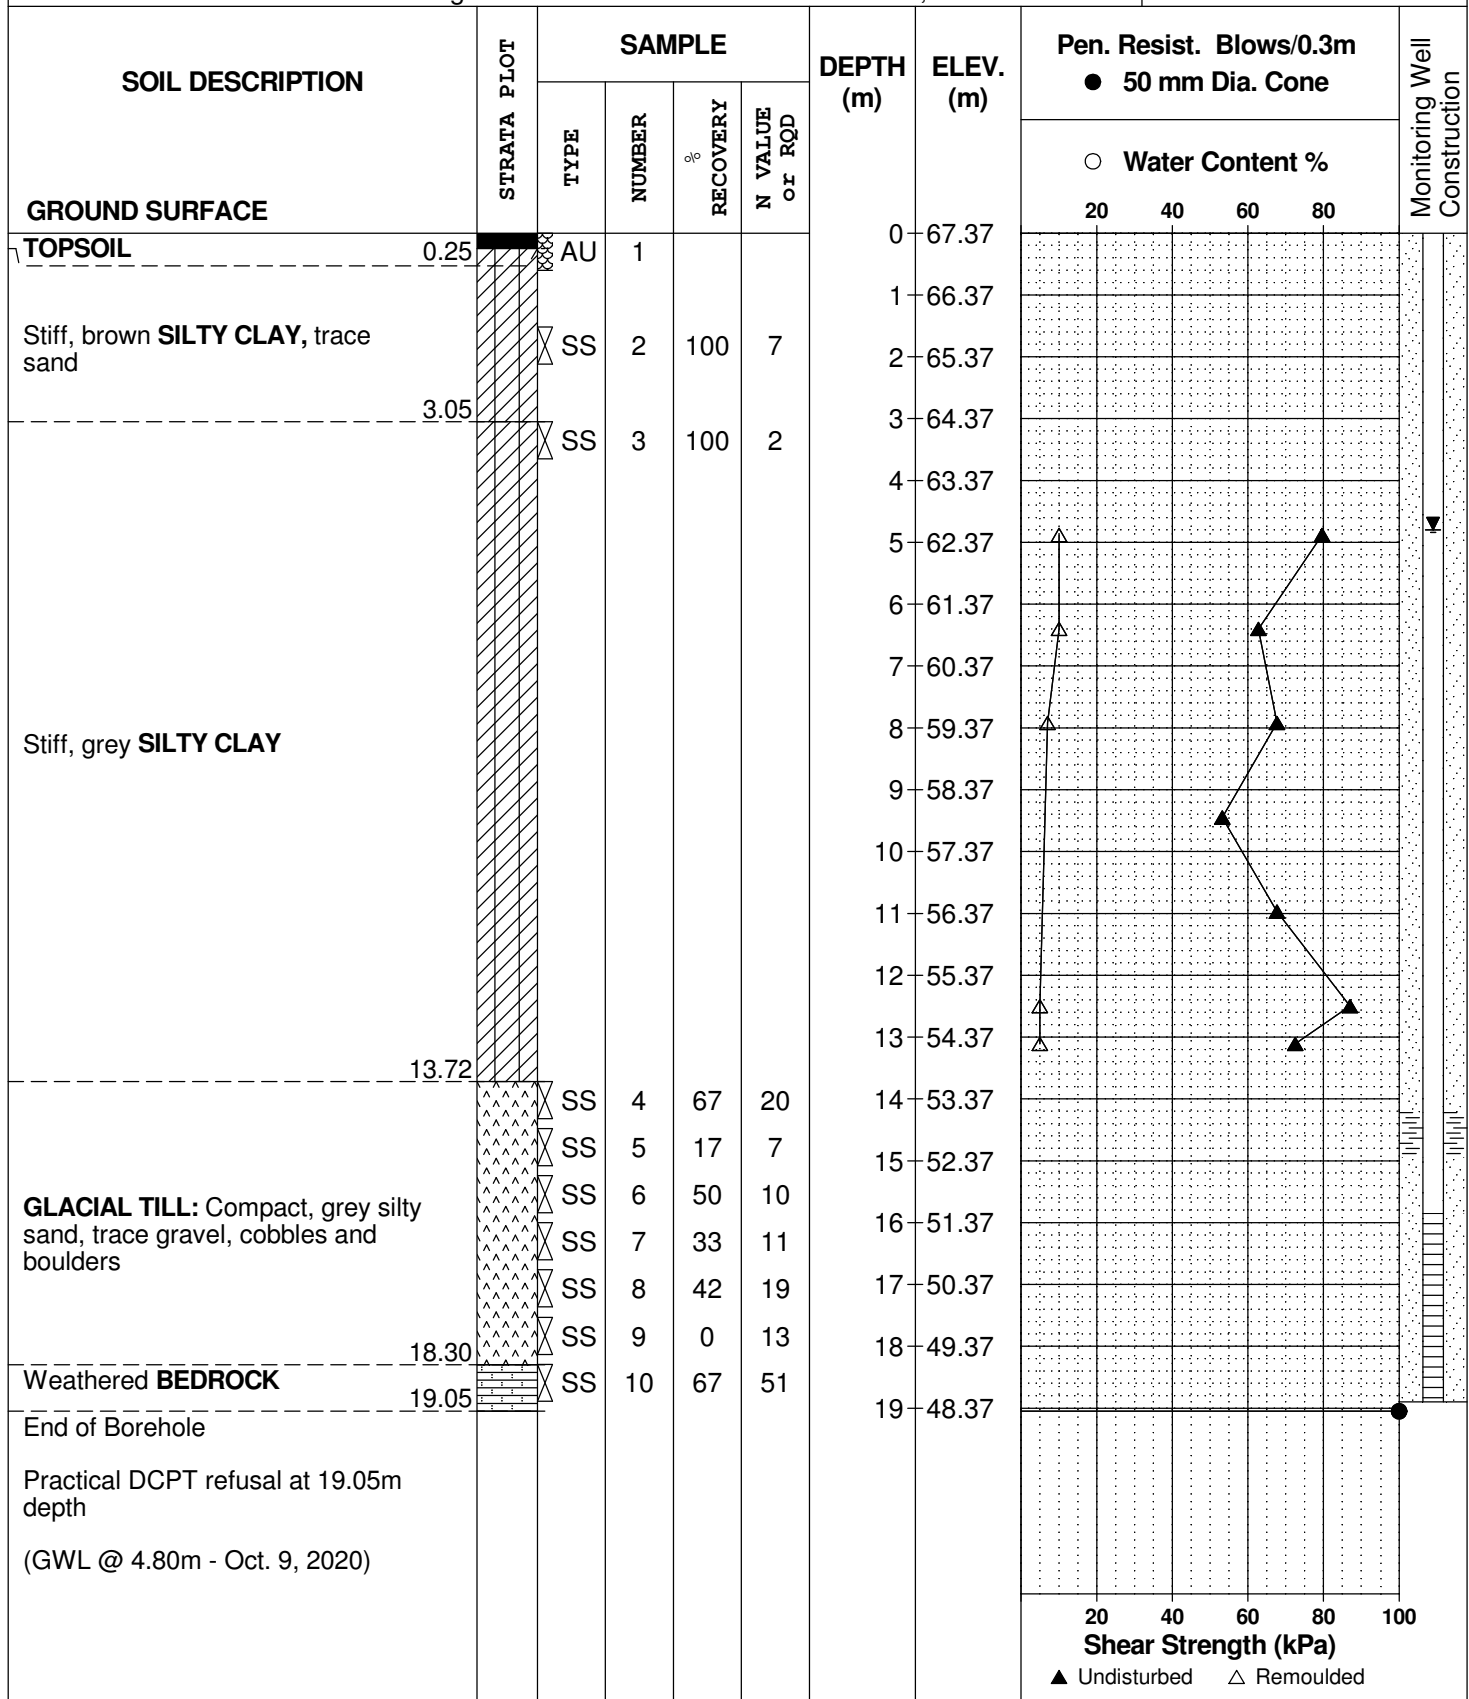 SOIL DESCRIPTION
GROUND SURFACE
STRATA PLOT
SAMPLE
TYPE
NUMBER
% RECOVERY
N VALUE or RQD
DEPTH (m)
ELEV. (m)
Pen. Resist. Blows/0.3m
● 50 mm Dia. Cone
○ Water Content %
20 40 60 80
Monitoring Well Construction
0 67.37
TOPSOIL 0.25 AU 1
1 66.37
Stiff, brown SILTY CLAY, trace
sand
SS 2 100 7
2 65.37
3.05
3 64.37
SS 3 100 2
4 63.37
5 62.37
6 61.37
7 60.37
Stiff, grey SILTY CLAY
8 59.37
9 58.37
10 57.37
11 56.37
12 55.37
13 54.37
13.72
SS 4 67 20
14 53.37
SS 5 17 7
15 52.37
SS 6 50 10
GLACIAL TILL: Compact, grey silty
sand, trace gravel, cobbles and
boulders
16 51.37
SS 7 33 11
SS 8 42 19
17 50.37
SS 9 0 13
18 49.37
18.30
Weathered BEDROCK
SS 10 67 51
19.05
19 48.37
End of Borehole
Practical DCPT refusal at 19.05m
depth
(GWL @ 4.80m - Oct. 9, 2020)
20 40 60 80 100
Shear Strength (kPa)
▲ Undisturbed △ Remoulded